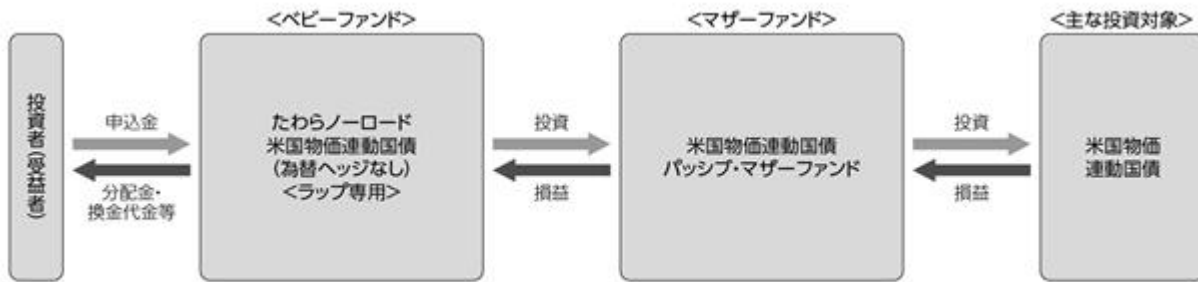 <ベビーファンド>
<マザーファンド>
<主な投資対象>
投資者(受益者)
申込金
分配金・
換金代金等
たわらノーロード
米国物価連動国債
(為替ヘッジなし)
<ラップ専用>
投資
損益
米国物価連動国債
パッシブ・マザーファンド
投資
損益
米国物価
連動国債